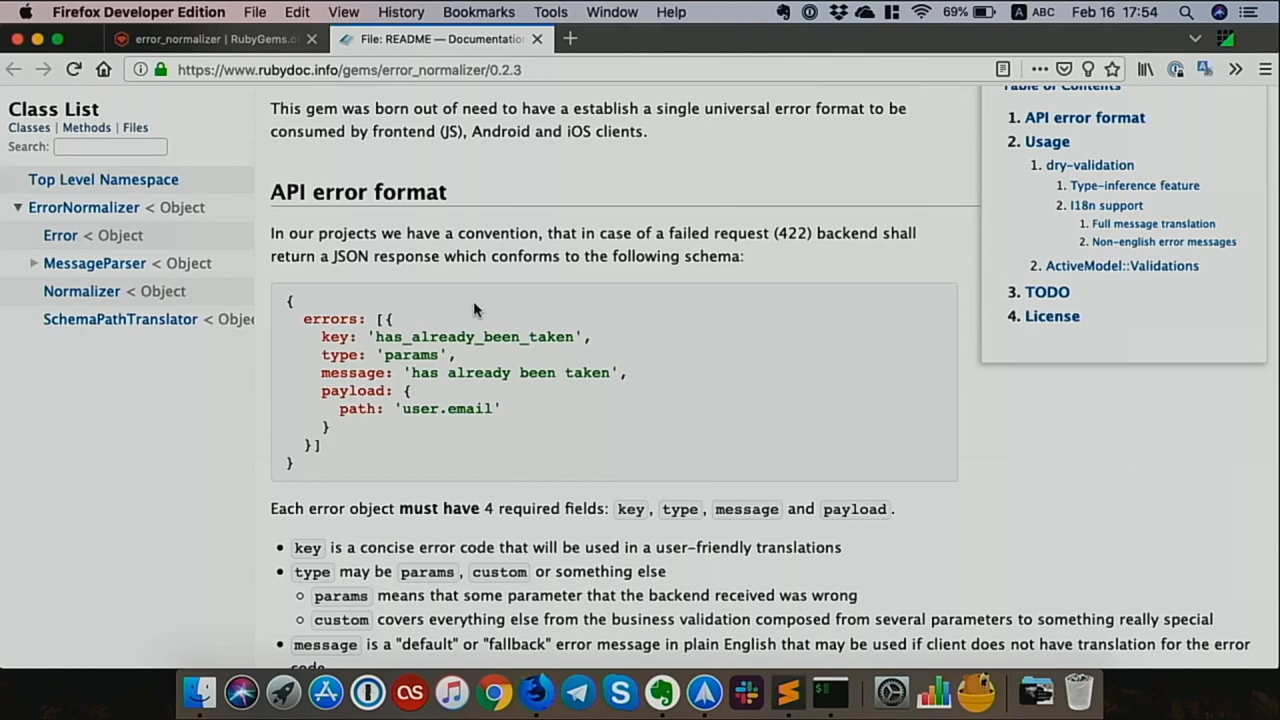 Firefox Developer Edition File Edit View History Bookmarks Tools Window Help 69% A ABC Feb 16 17:54
error_normalizer | RubyGems.o
File: README — Documentatio
https://www.rubydoc.info/gems/error_normalizer/0.2.3
Class List
Classes | Methods | Files
Search:
Top Level Namespace
ErrorNormalizer < Object
Error < Object
MessageParser < Object
Normalizer < Object
SchemaPathTranslator < Obje
This gem was born out of need to have a establish a single universal error format to be
consumed by frontend (JS), Android and iOS clients.
API error format
In our projects we have a convention, that in case of a failed request (422) backend shall
return a JSON response which conforms to the following schema:
{
errors: [{
key: 'has_already_been_taken',
type: 'params',
message: 'has already been taken',
payload: {
path: 'user.email'
}
}]
}
Each error object must have 4 required fields: key, type, message and payload.
• key is a concise error code that will be used in a user-friendly translations
• type may be params, custom or something else
○ params means that some parameter that the backend received was wrong
○ custom covers everything else from the business validation composed from several parameters to something really special
• message is a "default" or "fallback" error message in plain English that may be used if client does not have translation for the error
code
Table of Contents
1. API error format
2. Usage
1. dry-validation
1. Type-inference feature
2. I18n support
1. Full message translation
2. Non-english error messages
2. ActiveModel::Validations
3. TODO
4. License